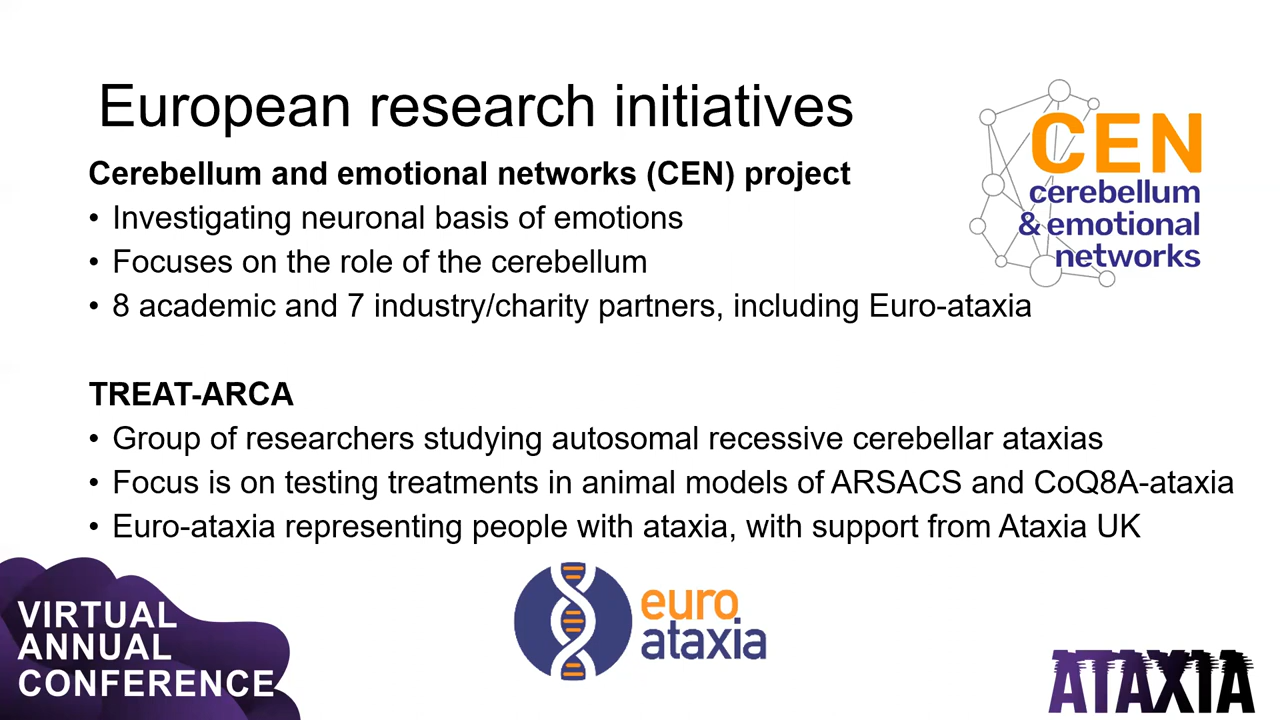 European research initiatives
Cerebellum and emotional networks (CEN) project
• Investigating neuronal basis of emotions
• Focuses on the role of the cerebellum
• 8 academic and 7 industry/charity partners, including Euro-ataxia
CEN
cerebellum
& emotional
networks
TREAT-ARCA
• Group of researchers studying autosomal recessive cerebellar ataxias
• Focus is on testing treatments in animal models of ARSACS and CoQ8A-ataxia
• Euro-ataxia representing people with ataxia, with support from Ataxia UK
VIRTUAL
ANNUAL
CONFERENCE
euro
ataxia
ATAXIA